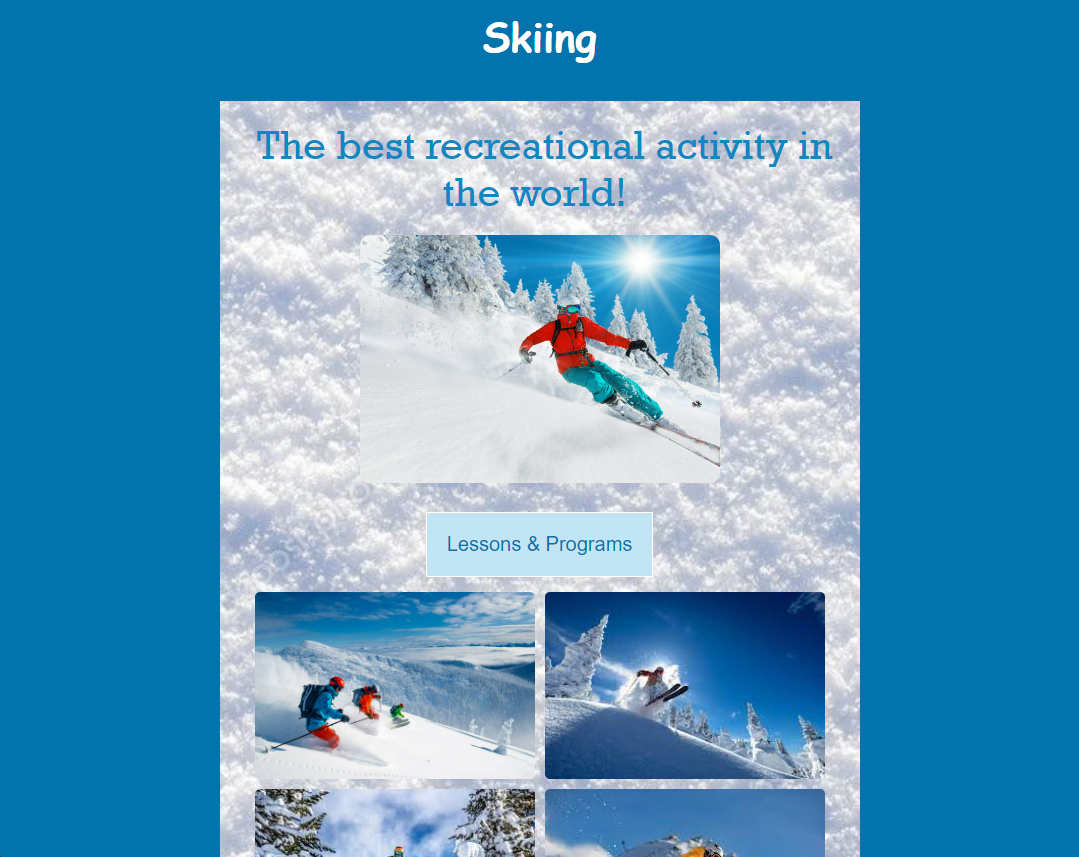 Skiing
The best recreational activity in
the world!
Lessons & Programs